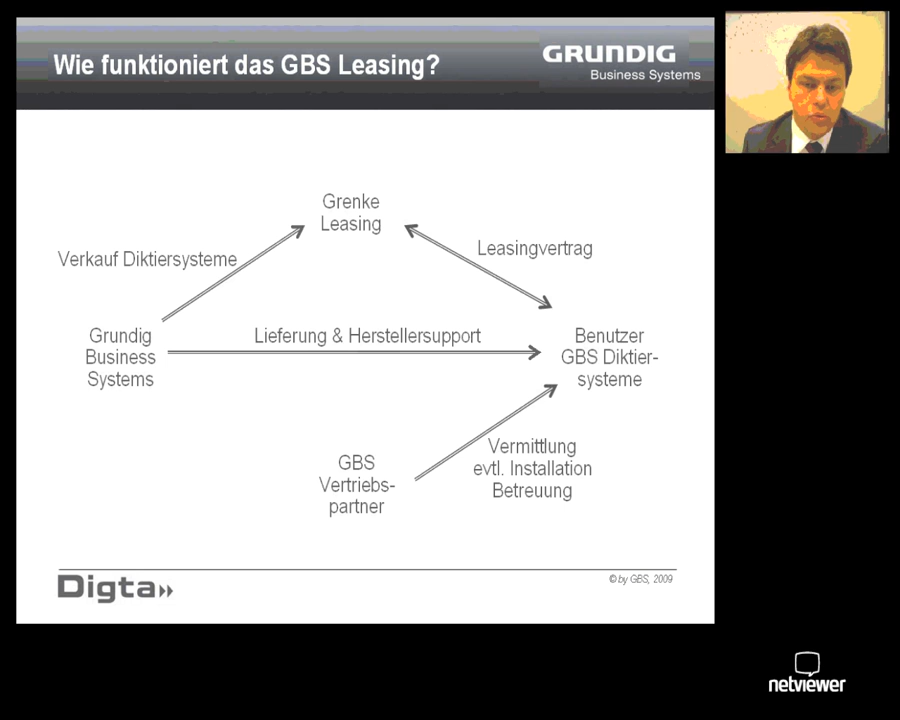 Wie funktioniert das GBS Leasing?
GRUNDIG
Business Systems
Grenke
Leasing
Verkauf Diktiersysteme
Leasingvertrag
Grundig
Business
Systems
Lieferung & Herstellersupport
Benutzer
GBS Diktier-
systeme
GBS
Vertriebs-
partner
Vermittlung
evtl. Installation
Betreuung
Digta
© by GBS, 2009
netviewer